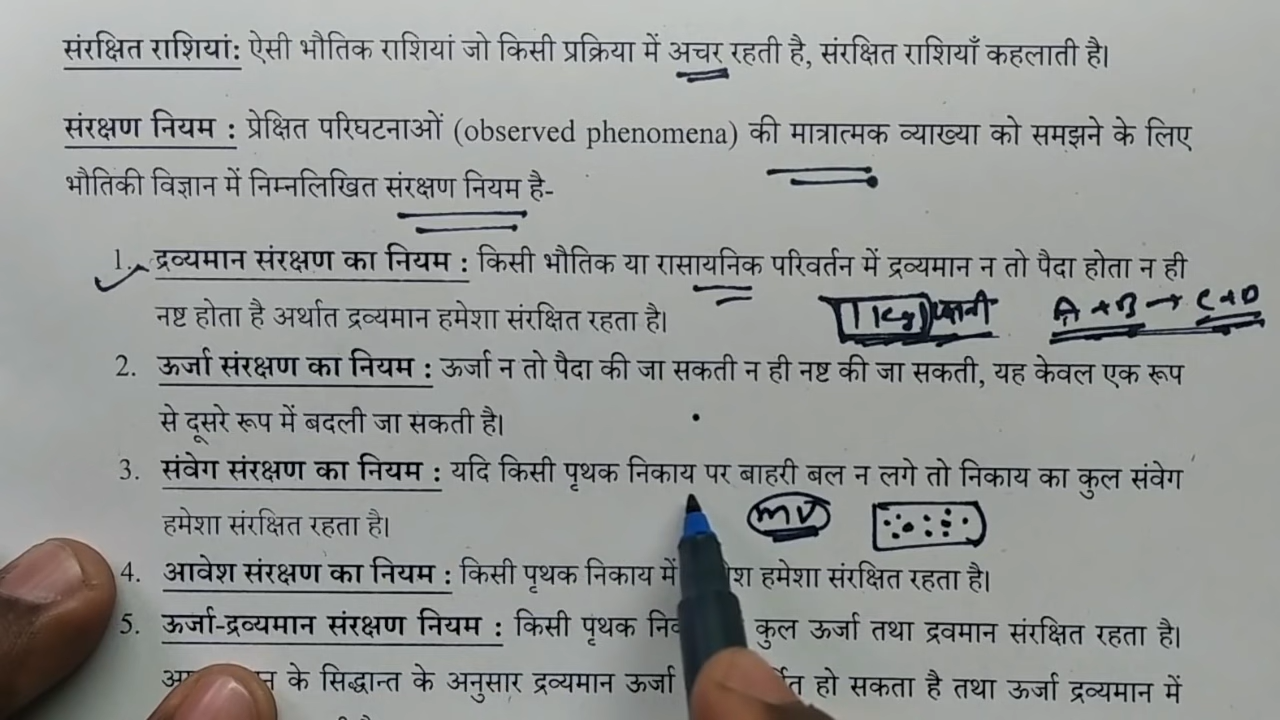 संरक्षित राशियां: ऐसी भौतिक राशियां जो किसी प्रक्रिया में अचर रहती है, संरक्षित राशियाँ कहलाती है।
संरक्षण नियम : प्रेक्षित परिघटनाओं (observed phenomena) की मात्रात्मक व्याख्या को समझने के लिए
भौतिकी विज्ञान में निम्नलिखित संरक्षण नियम है-
1. द्रव्यमान संरक्षण का नियम : किसी भौतिक या रासायनिक परिवर्तन में द्रव्यमान न तो पैदा होता न ही
नष्ट होता है अर्थात द्रव्यमान हमेशा संरक्षित रहता है।
1 Kg पानी A + B → C + D
2. ऊर्जा संरक्षण का नियम : ऊर्जा न तो पैदा की जा सकती न ही नष्ट की जा सकती, यह केवल एक रूप
से दूसरे रूप में बदली जा सकती है।
3. संवेग संरक्षण का नियम : यदि किसी पृथक निकाय पर बाहरी बल न लगे तो निकाय का कुल संवेग
हमेशा संरक्षित रहता है।
mv
4. आवेश संरक्षण का नियम : किसी पृथक निकाय में हमेशा संरक्षित रहता है।
5. ऊर्जा-द्रव्यमान संरक्षण नियम : किसी पृथक कुल ऊर्जा तथा द्रवमान संरक्षित रहता है।
के सिद्धान्त के अनुसार द्रव्यमान ऊर्जा हो सकता है तथा ऊर्जा द्रव्यमान में